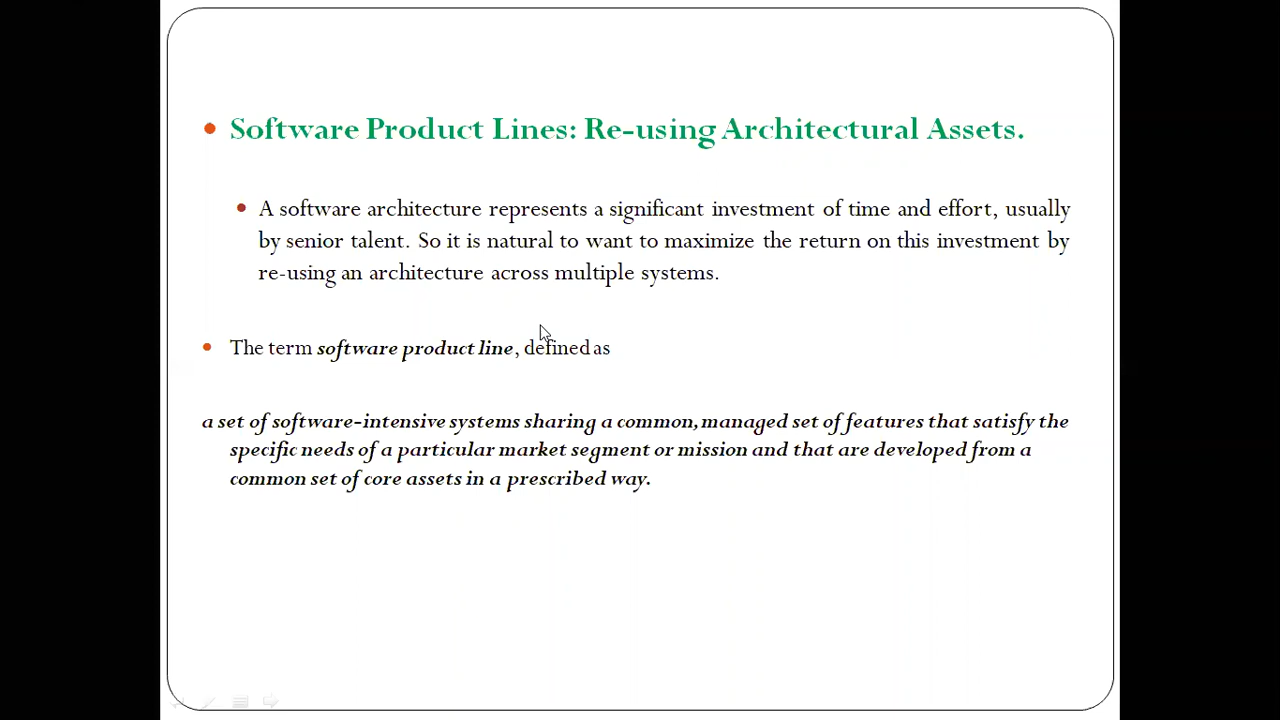 Software Product Lines: Re-using Architectural Assets.
A software architecture represents a significant investment of time and effort, usually
by senior talent. So it is natural to want to maximize the return on this investment by
re-using an architecture across multiple systems.
The term software product line, defined as
a set of software-intensive systems sharing a common, managed set of features that satisfy the
specific needs of a particular market segment or mission and that are developed from a
common set of core assets in a prescribed way.